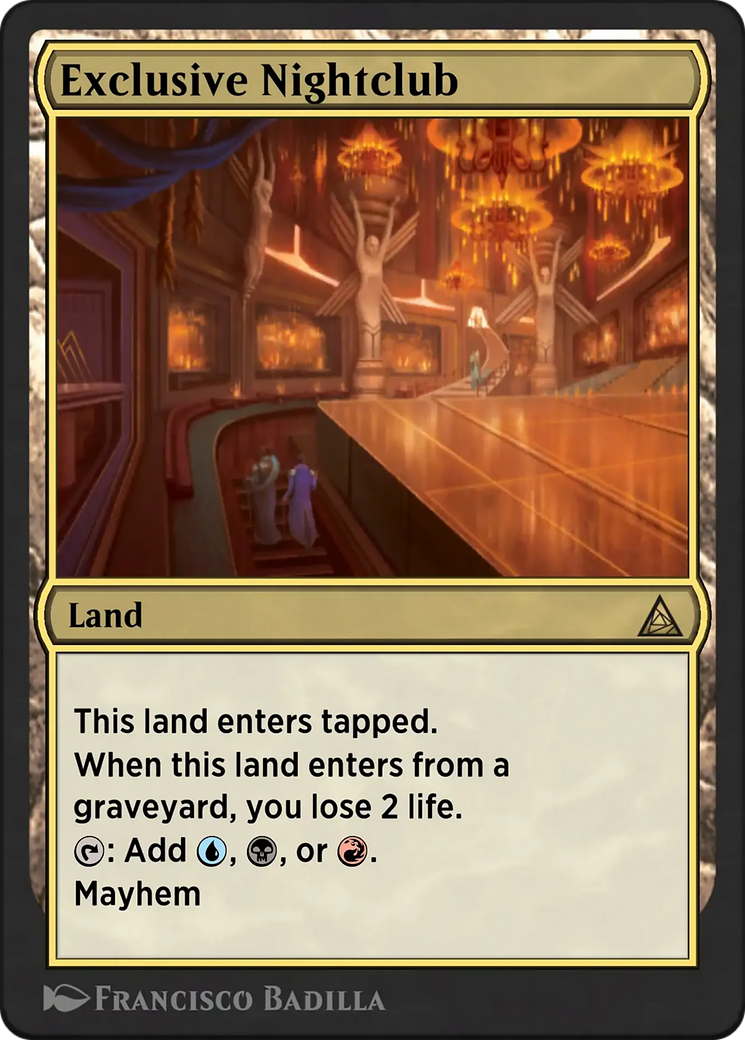 Exclusive Nightclub
Land
This land enters tapped.
When this land enters from a
graveyard, you lose 2 life.
: Add , , or .
Mayhem
Francisco Badilla